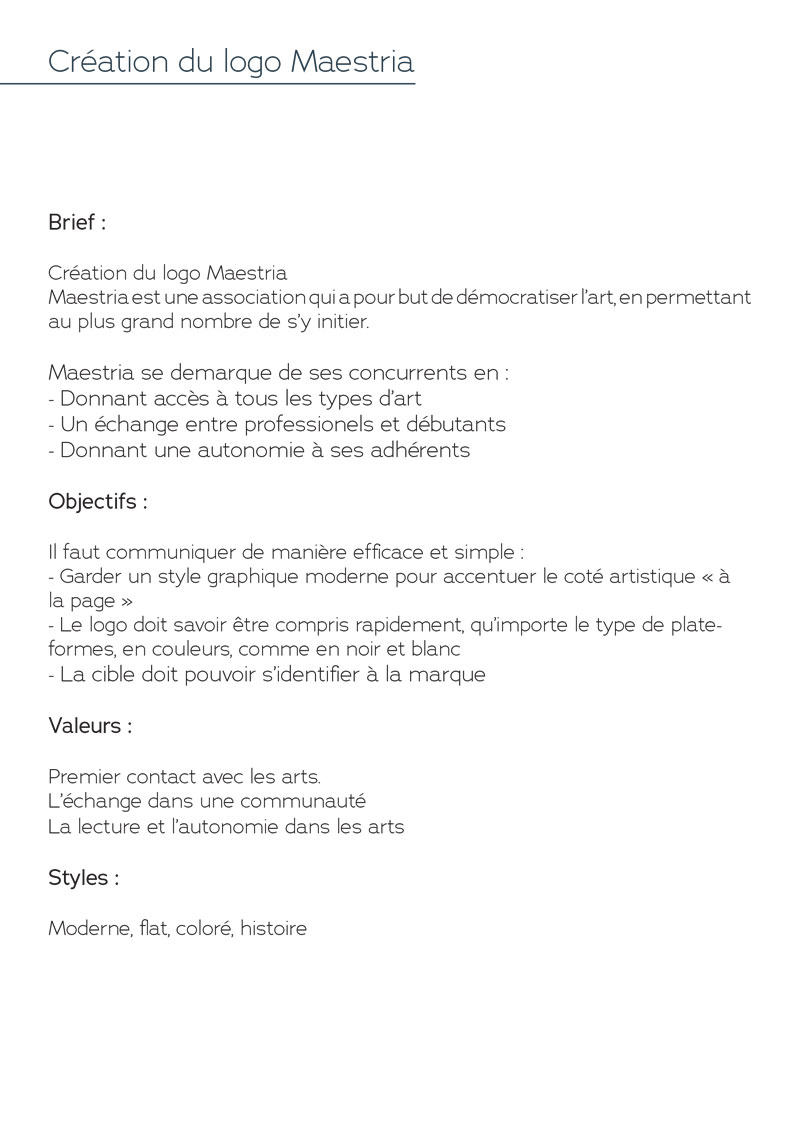 Création du logo Maestria
Brief :
Création du logo Maestria
Maestria est une association qui a pour but de démocratiser l’art, en permettant
au plus grand nombre de s’y initier.
Maestria se demarque de ses concurrents en :
- Donnant accès à tous les types d’art
- Un échange entre professionels et débutants
- Donnant une autonomie à ses adhérents
Objectifs :
Il faut communiquer de manière efficace et simple :
- Garder un style graphique moderne pour accentuer le coté artistique « à
la page »
- Le logo doit savoir être compris rapidement, qu’importe le type de plate-
formes, en couleurs, comme en noir et blanc
- La cible doit pouvoir s’identifier à la marque
Valeurs :
Premier contact avec les arts.
L’échange dans une communauté
La lecture et l’autonomie dans les arts
Styles :
Moderne, flat, coloré, histoire